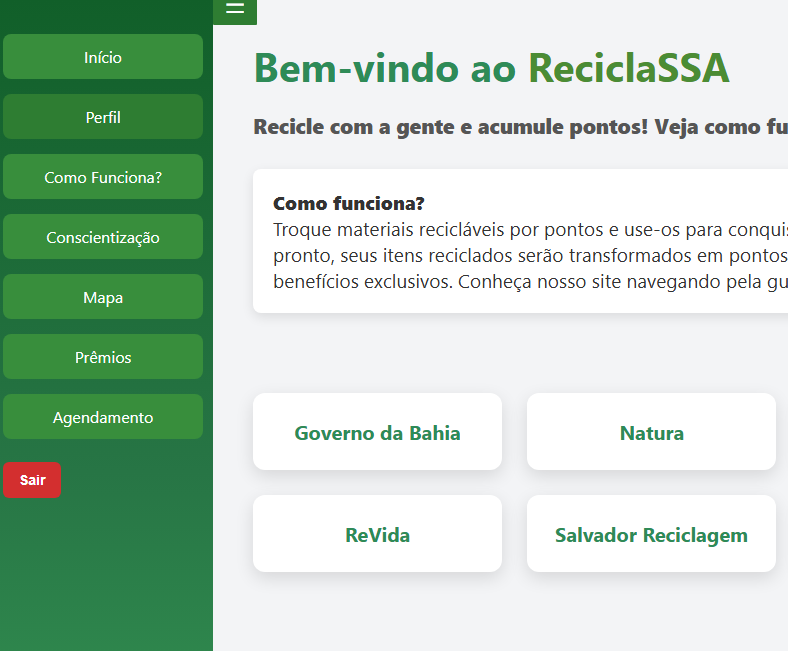 Início
Perfil
Como Funciona?
Conscientização
Mapa
Prêmios
Agendamento
Sair
Bem-vindo ao ReciclaSSA
Recicle com a gente e acumule pontos! Veja como fu
Como funciona?
Troque materiais recicláveis por pontos e use-os para conquis
pronto, seus itens reciclados serão transformados em pontos
benefícios exclusivos. Conheça nosso site navegando pela gu
Governo da Bahia
Natura
ReVida
Salvador Reciclagem